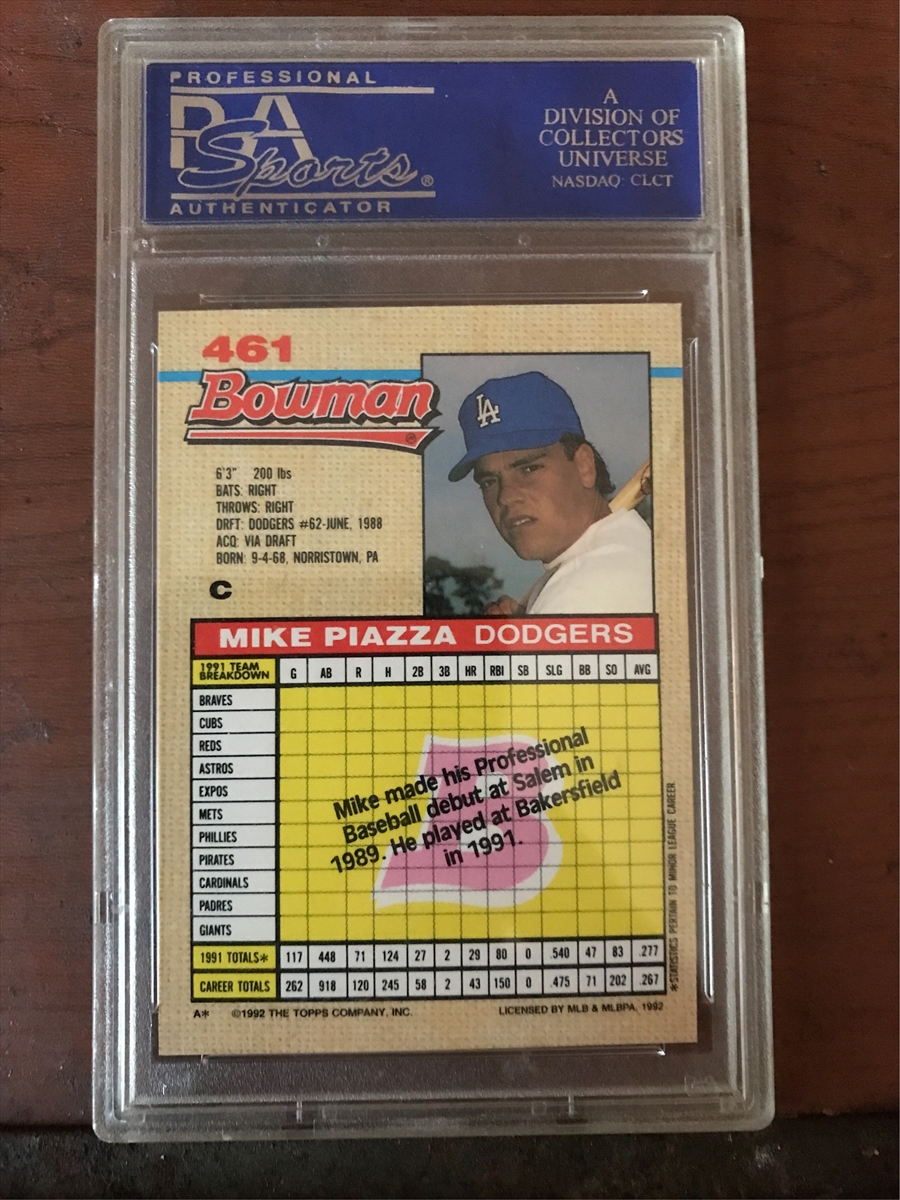 PROFESSIONAL
PSA
Sports®
AUTHENTICATOR
A
DIVISION OF
COLLECTORS
UNIVERSE
NASDAQ: CLCT
461
Bowman®
LA
6'3" 200 lbs
BATS: RIGHT
THROWS: RIGHT
DRFT: DODGERS #62-JUNE, 1988
ACQ: VIA DRAFT
BORN: 9-4-68, NORRISTOWN, PA
C
MIKE PIAZZA DODGERS
1991 TEAM BREAKDOWN G AB R H 2B 3B HR RBI SB SLG BB SO AVG
BRAVES
CUBS
REDS
ASTROS
EXPOS
METS
PHILLIES
PIRATES
CARDINALS
PADRES
GIANTS
B
Mike made his Professional
Baseball debut at Salem in
1989. He played at Bakersfield
in 1991.
1991 TOTALS* 117 448 71 124 27 2 29 80 0 .540 47 83 .277
CAREER TOTALS 262 918 120 245 58 2 43 150 0 .475 71 202 .267
*STATISTICS PERTAIN TO MINOR LEAGUE CAREER
A* ©1992 THE TOPPS COMPANY, INC. LICENSED BY MLB & MLBPA, 1992